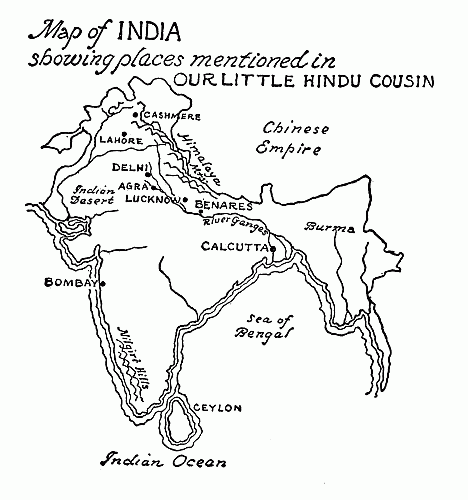 Map of INDIA
showing places mentioned in
OUR LITTLE HINDU COUSIN
CASHMERE
Chinese
Empire
LAHORE
Himalaya
Mts.
DELHI
Indian
Desert
AGRA
LUCKNOW
BENARES
River Ganges
Burma
CALCUTTA
BOMBAY
Sea of
Bengal
Nilgiri Hills
CEYLON
Indian Ocean